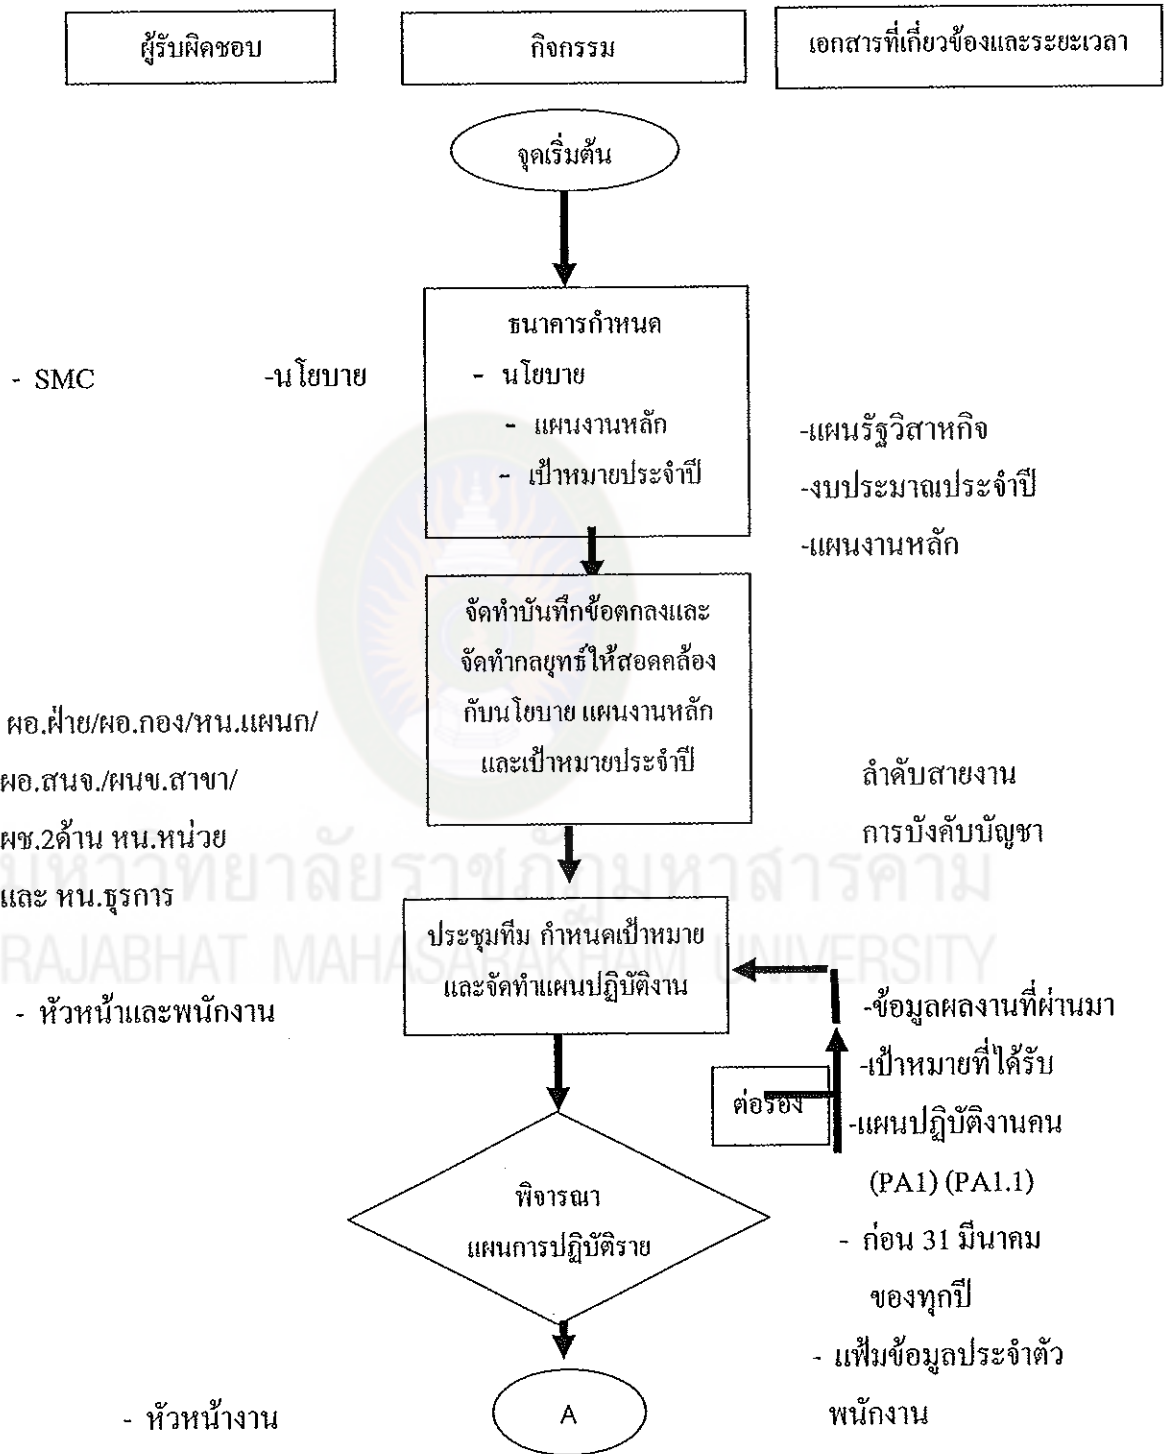 ผู้รับผิดชอบ
กิจกรรม
เอกสารที่เกี่ยวข้องและระยะเวลา
จุดเริ่มต้น
ธนาคารกำหนด
- นโยบาย
- แผนงานหลัก
- เป้าหมายประจำปี
- SMC
-นโยบาย
-แผนรัฐวิสาหกิจ
-งบประมาณประจำปี
-แผนงานหลัก
จัดทำบันทึกข้อตกลงและ
จัดทำกลยุทธ์ให้สอดคล้อง
กับนโยบาย แผนงานหลัก
และเป้าหมายประจำปี
ผอ.ฝ่าย/ผอ.กอง/หน.แผนก/
ผอ.สนจ./ผนข.สาขา/
ผช.2ด้าน หน.หน่วย
และ หน.ธุรการ
ลำดับสายงาน
การบังคับบัญชา
มหาวิทยาลัยราชภัฏมหาสารคาม
RAJABHAT MAHASARAKHAM UNIVERSITY
ประชุมทีม กำหนดเป้าหมาย
และจัดทำแผนปฏิบัติงาน
- หัวหน้าและพนักงาน
-ข้อมูลผลงานที่ผ่านมา
-เป้าหมายที่ได้รับ
-แผนปฏิบัติงานคน
(PA1) (PA1.1)
- ก่อน 31 มีนาคม
ของทุกปี
- แฟ้มข้อมูลประจำตัว
พนักงาน
ต่อรอง
พิจารณา
แผนการปฏิบัติราย
- หัวหน้างาน
A